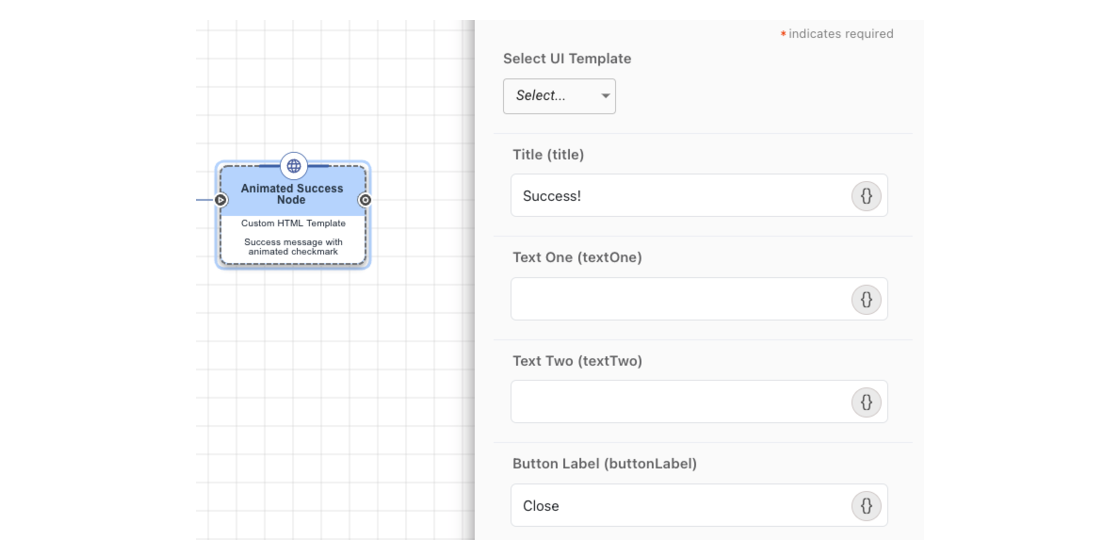 * indicates required
Select UI Template
Select...
Animated Success
Node
Custom HTML Template
Success message with
animated checkmark
Title (title)
Success!
{}
Text One (textOne)
{}
Text Two (textTwo)
{}
Button Label (buttonLabel)
Close
{}